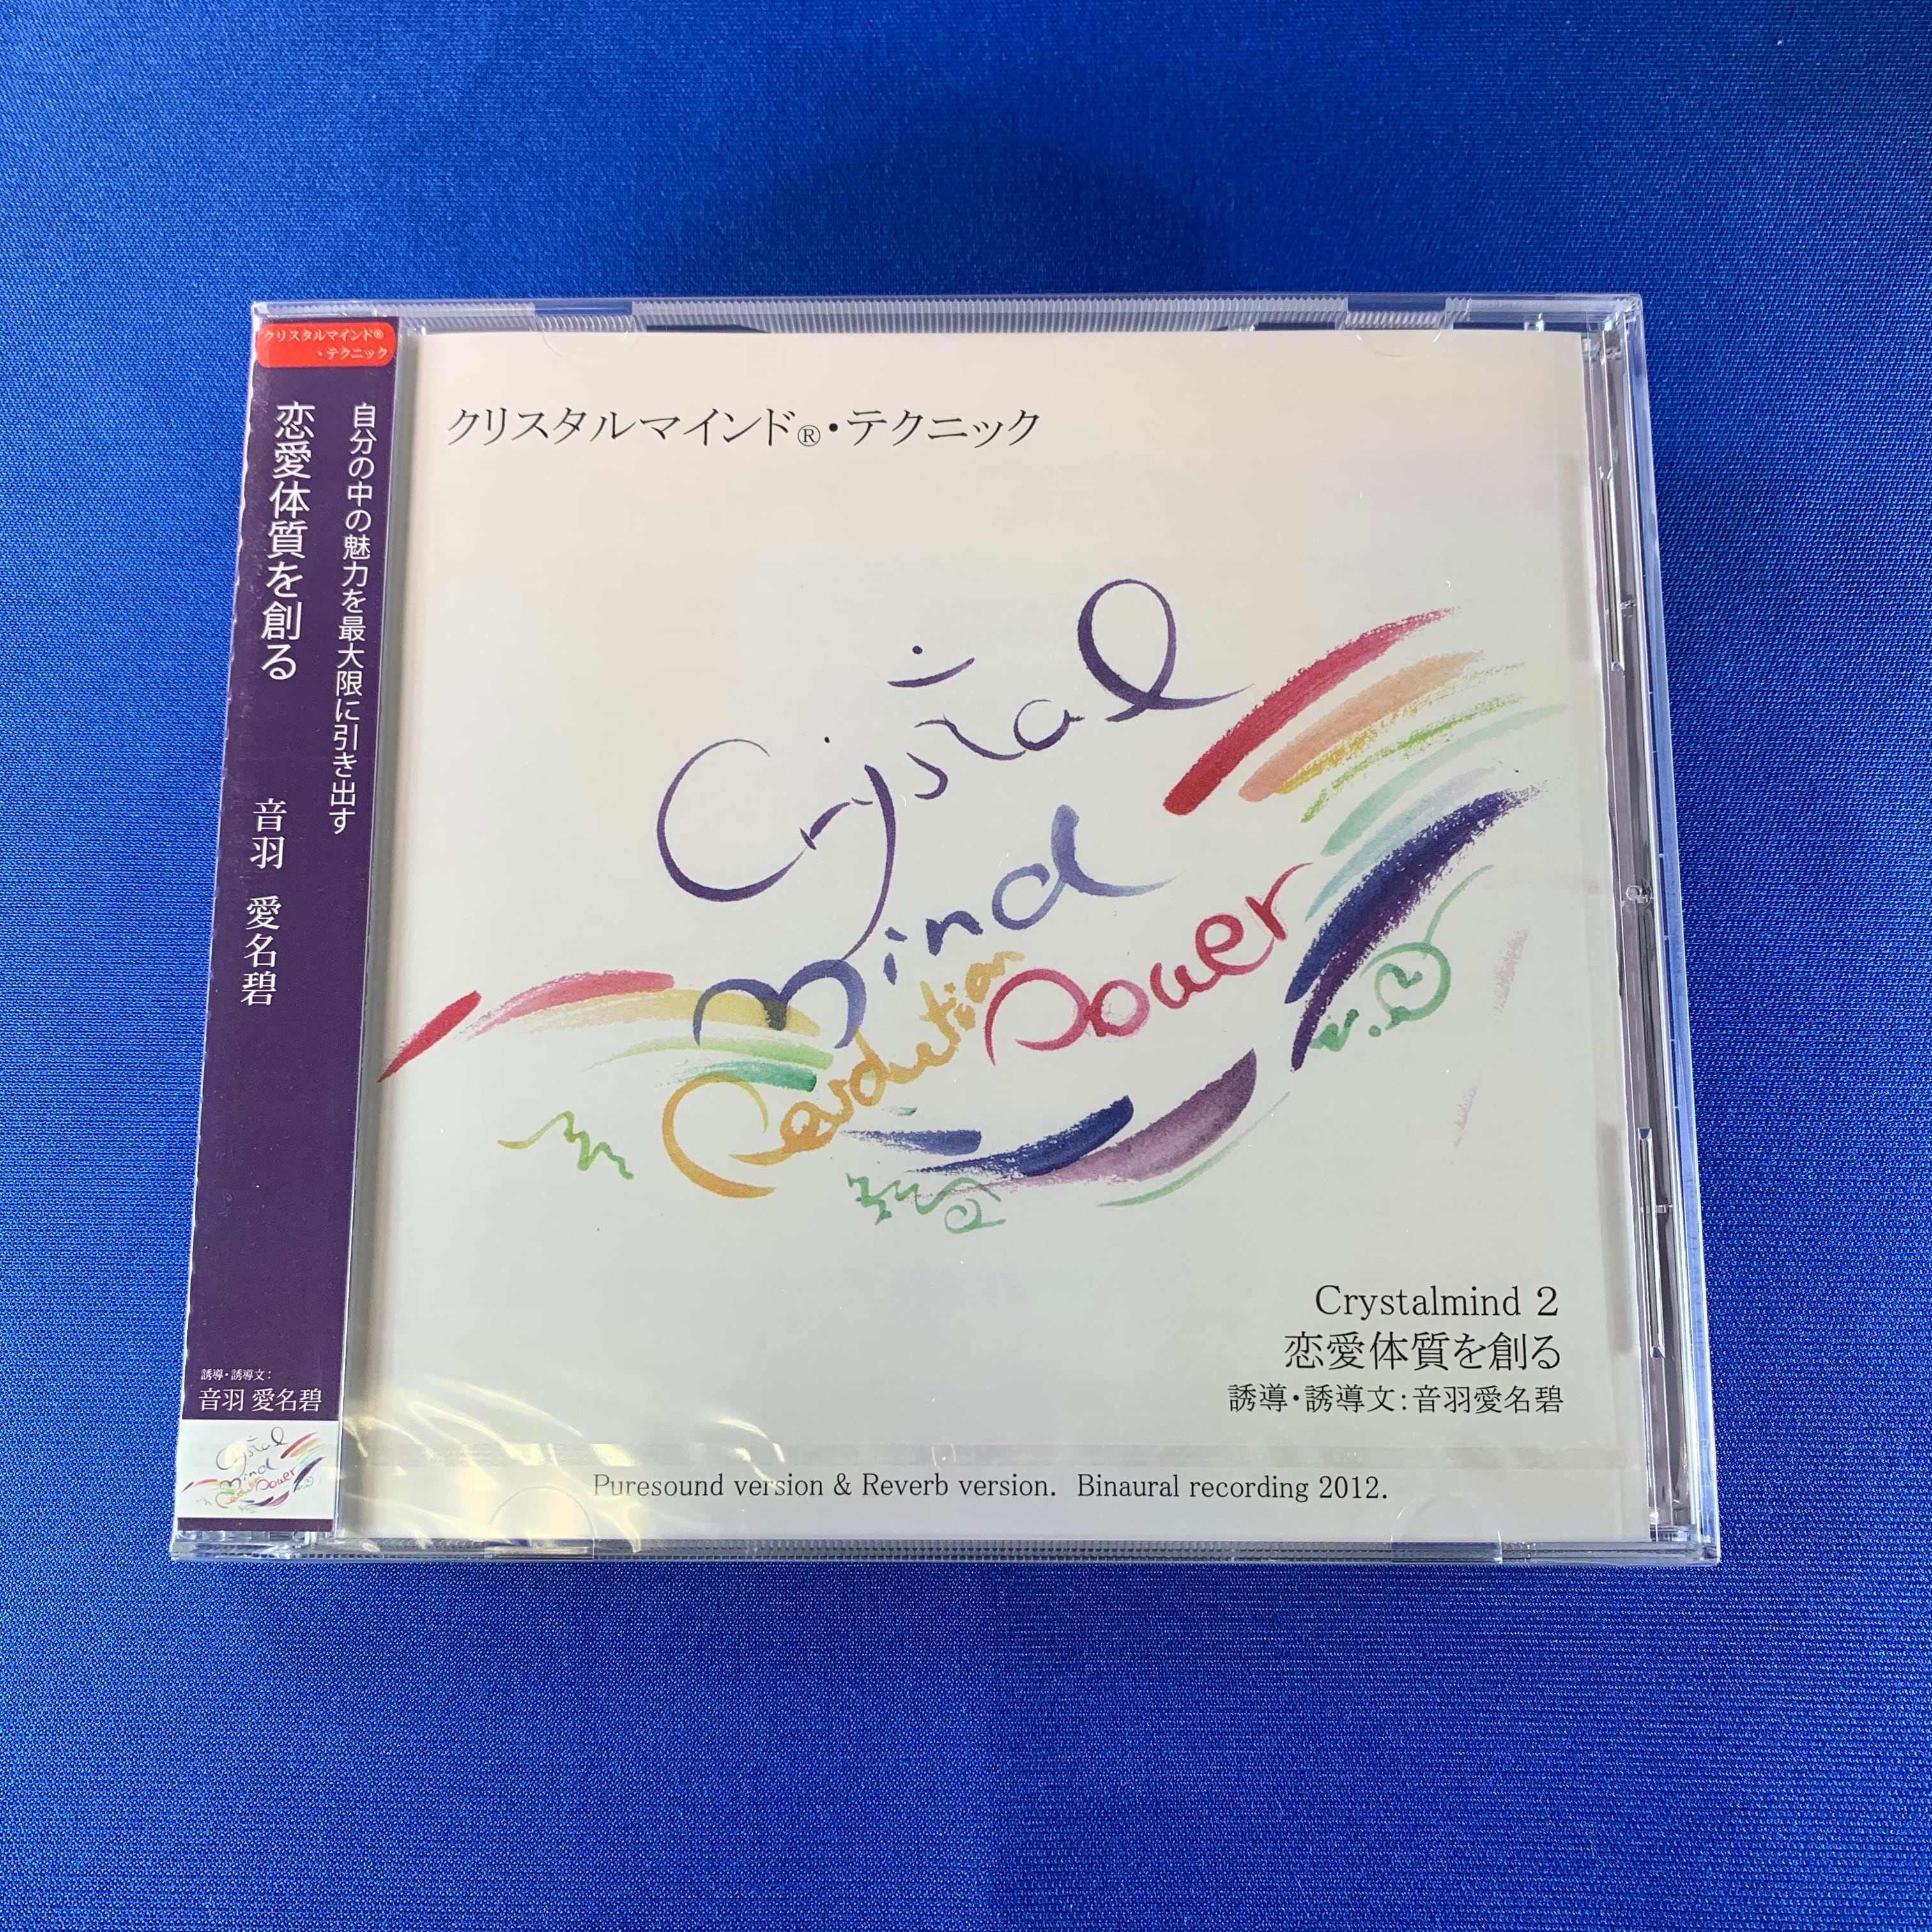 クリスタルマインド®
・テクニック
自分の中の魅力を最大限に引き出す
恋愛体質を創る 音羽 愛名碧
誘導・誘導文:
音羽 愛名碧
Crystal
mind
Power
クリスタルマインド®・テクニック
Crystal
mind
Power
Crystalmind 2
恋愛体質を創る
誘導・誘導文:音羽愛名碧
Puresound version & Reverb version. Binaural recording 2012.